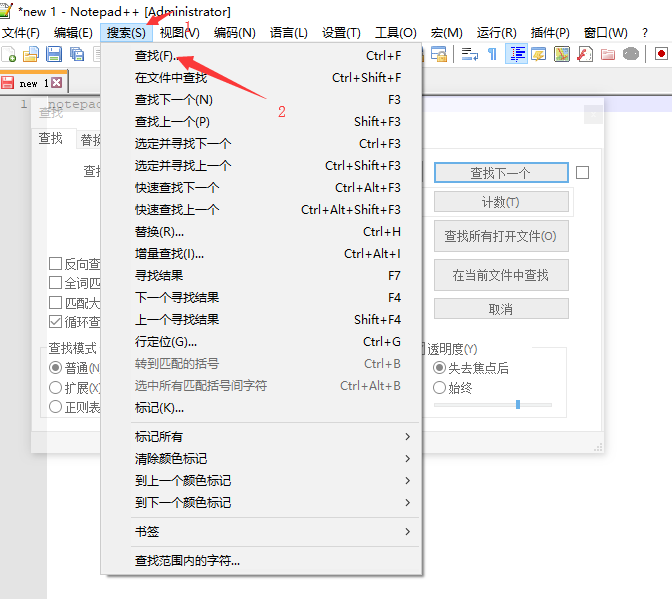 *new 1 - Notepad++ [Administrator]
文件(F) 编辑(E) 搜索(S) 视图(V) 编码(N) 语言(L) 设置(T) 工具(O) 宏(M) 运行(R) 插件(P) 窗口(W) ?
1
new 1
1 notepad
查找
查找 替换
查找
查找(F)... Ctrl+F
在文件中查找 Ctrl+Shift+F
查找下一个(N) F3
查找上一个(P) Shift+F3
选定并寻找下一个 Ctrl+F3
选定并寻找上一个 Ctrl+Shift+F3
快速查找下一个 Ctrl+Alt+F3
快速查找上一个 Ctrl+Alt+Shift+F3
替换(R)... Ctrl+H
增量查找(I)... Ctrl+Alt+I
寻找结果 F7
下一个寻找结果 F4
上一个寻找结果 Shift+F4
行定位(G)... Ctrl+G
转到匹配的括号 Ctrl+B
选中所有匹配括号间字符 Ctrl+Alt+B
标记(K)...
标记所有
清除颜色标记
到上一个颜色标记
到下一个颜色标记
书签
查找范围内的字符...
2
查找下一个
计数(T)
查找所有打开文件(O)
在当前文件中查找
取消
反向查
全词匹
匹配大
循环查
查找模式
普通(N
扩展(X)
正则表
透明度(Y)
失去焦点后
始终